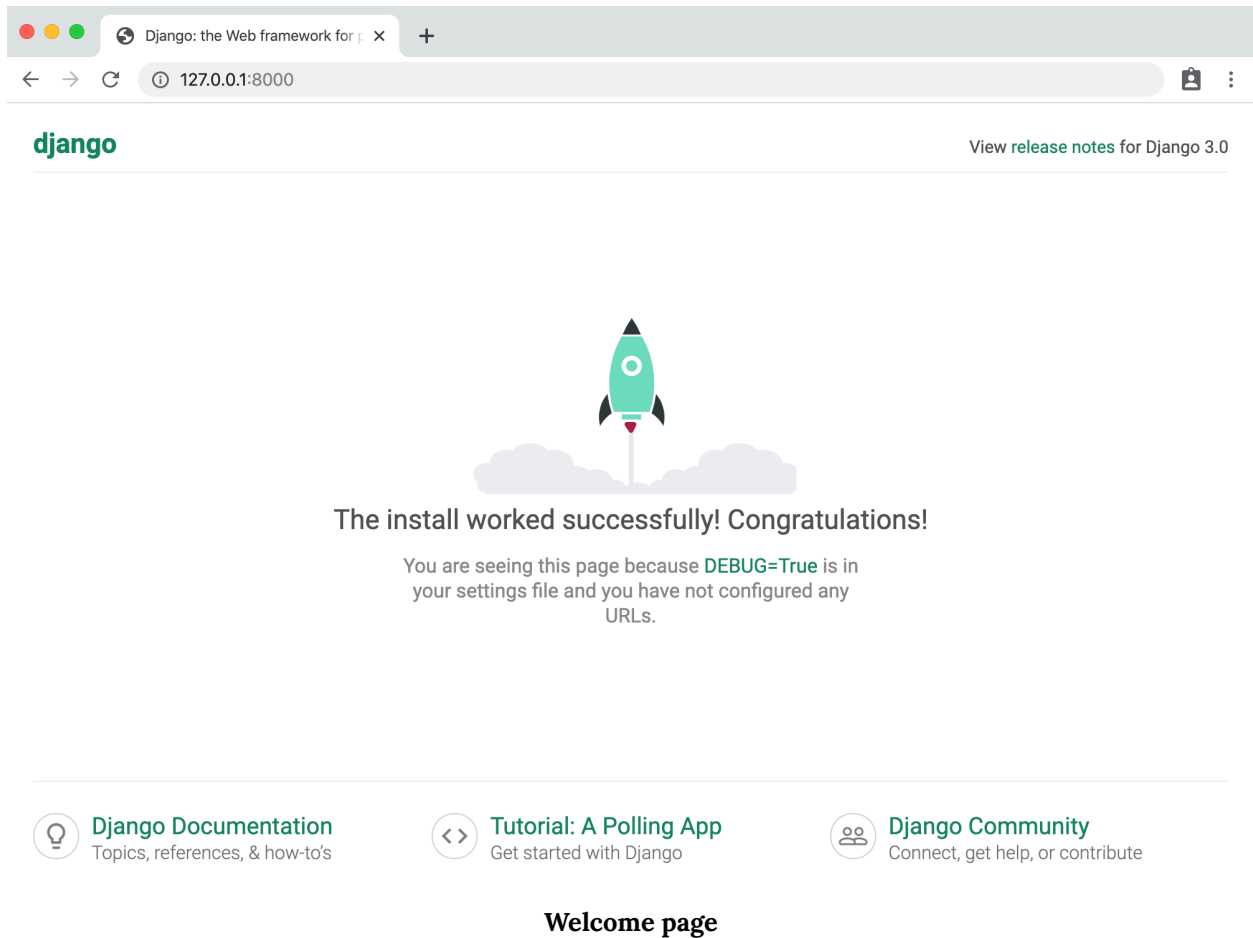 Django: the Web framework for p
127.0.0.1:8000
django
View release notes for Django 3.0
The install worked successfully! Congratulations!
You are seeing this page because DEBUG=True is in
your settings file and you have not configured any
URLs.
Django Documentation
Topics, references, & how-to’s
Tutorial: A Polling App
Get started with Django
Django Community
Connect, get help, or contribute
Welcome page